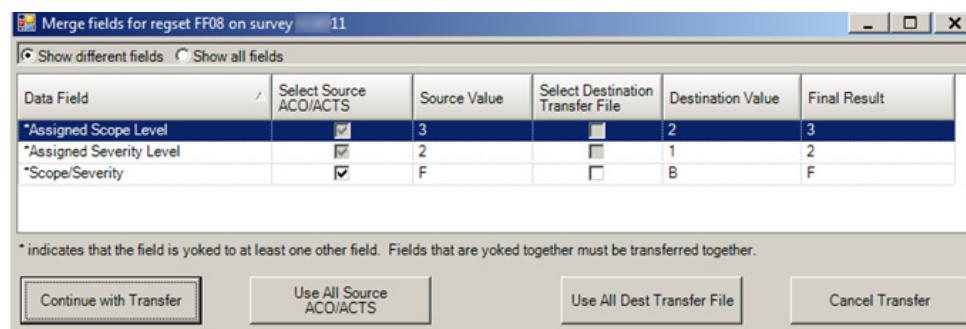 Merge fields for regset FF08 on survey 11
Show different fields Show all fields
Data Field Select Source ACO/ACTS Source Value Select Destination Transfer File Destination Value Final Result
*Assigned Scope Level 3 2 3
*Assigned Severity Level 2 1 2
*Scope/Severity F B F
* indicates that the field is yoked to at least one other field. Fields that are yoked together must be transferred together.
Continue with Transfer Use All Source ACO/ACTS Use All Dest Transfer File Cancel Transfer